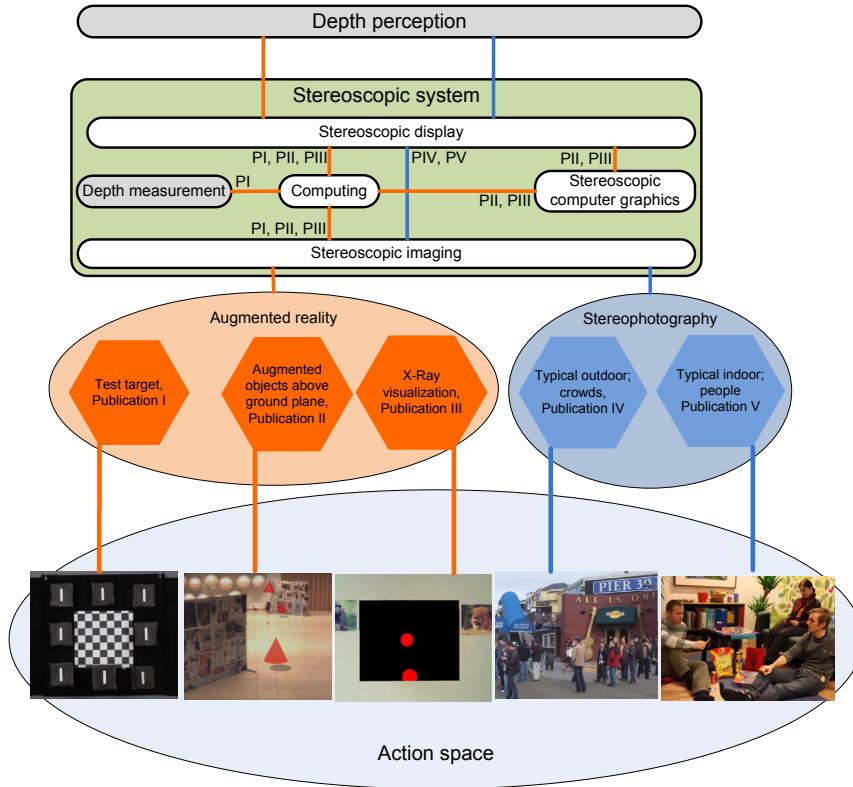 Depth perception
Stereoscopic system
Stereoscopic display
PI, PII, PIII
PIV, PV
PII, PIII
Depth measurement
PI
Computing
PII, PIII
Stereoscopic
computer graphics
PI, PII, PIII
Stereoscopic imaging
Augmented reality
Stereophotography
Test target,
Publication I
Augmented
objects above
ground plane,
Publication II
X-Ray
visualization,
Publication III
Typical outdoor;
crowds,
Publication IV
Typical indoor;
people
Publication V
PIER 39
ALL IS ONE
Action space